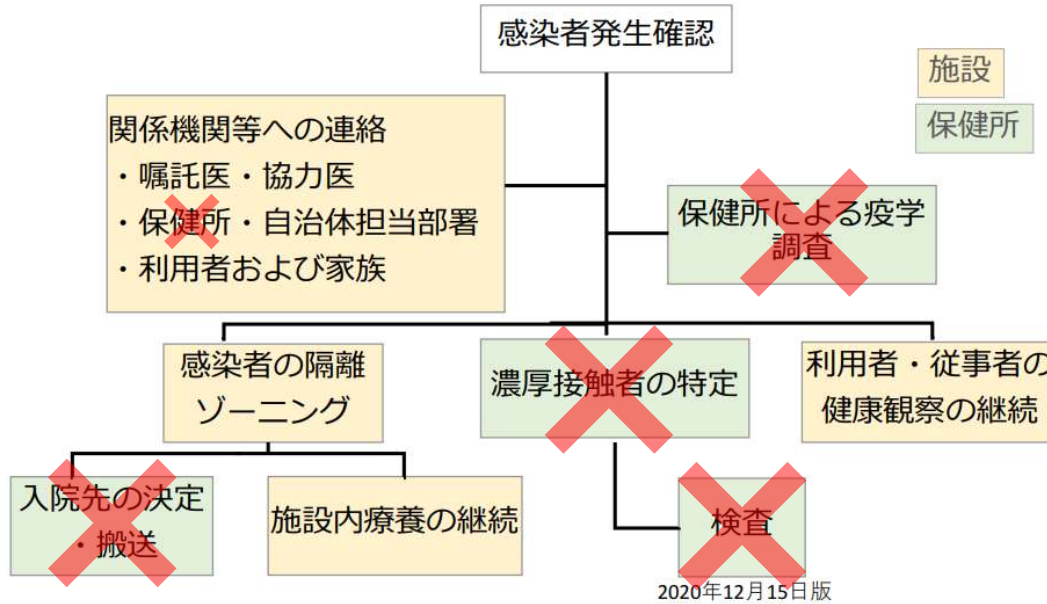 感染者発生確認
施設
保健所
関係機関等への連絡
・嘱託医・協力医
・保健所・自治体担当部署
・利用者および家族
保健所による疫学
調査
感染者の隔離
ゾーニング
濃厚接触者の特定
利用者・従事者の
健康観察の継続
入院先の決定
・搬送
施設内療養の継続
検査
2020年12月15日版